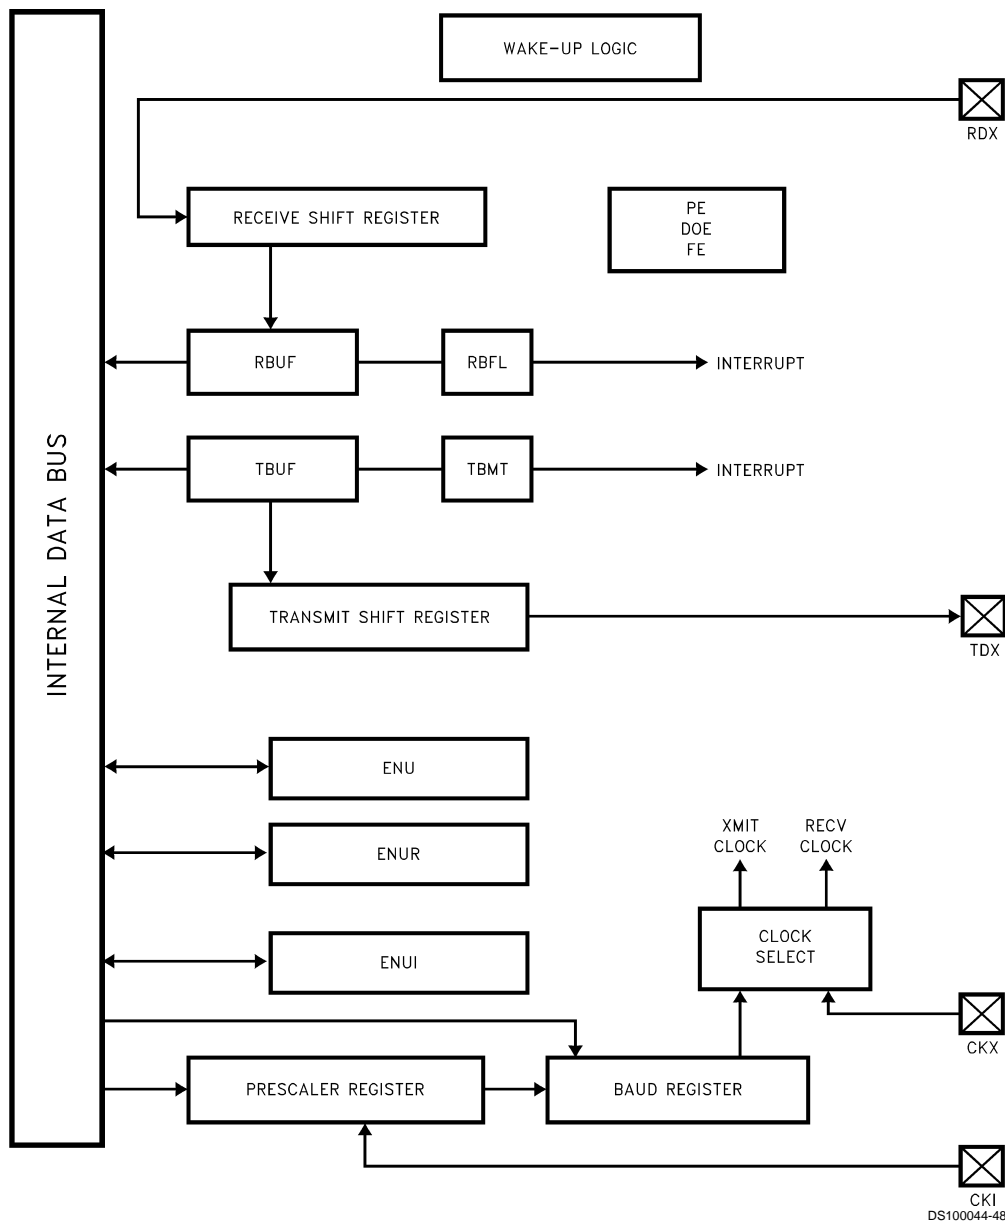 WAKE-UP LOGIC
RDX
RECEIVE SHIFT REGISTER
PE
DOE
FE
RBUF
RBFL
INTERRUPT
INTERNAL DATA BUS
TBUF
TBMT
INTERRUPT
TRANSMIT SHIFT REGISTER
TDX
ENU
XMIT
CLOCK
RECV
CLOCK
ENUR
CLOCK
SELECT
ENUI
CKX
PRESCALER REGISTER
BAUD REGISTER
CKI
DS100044-48